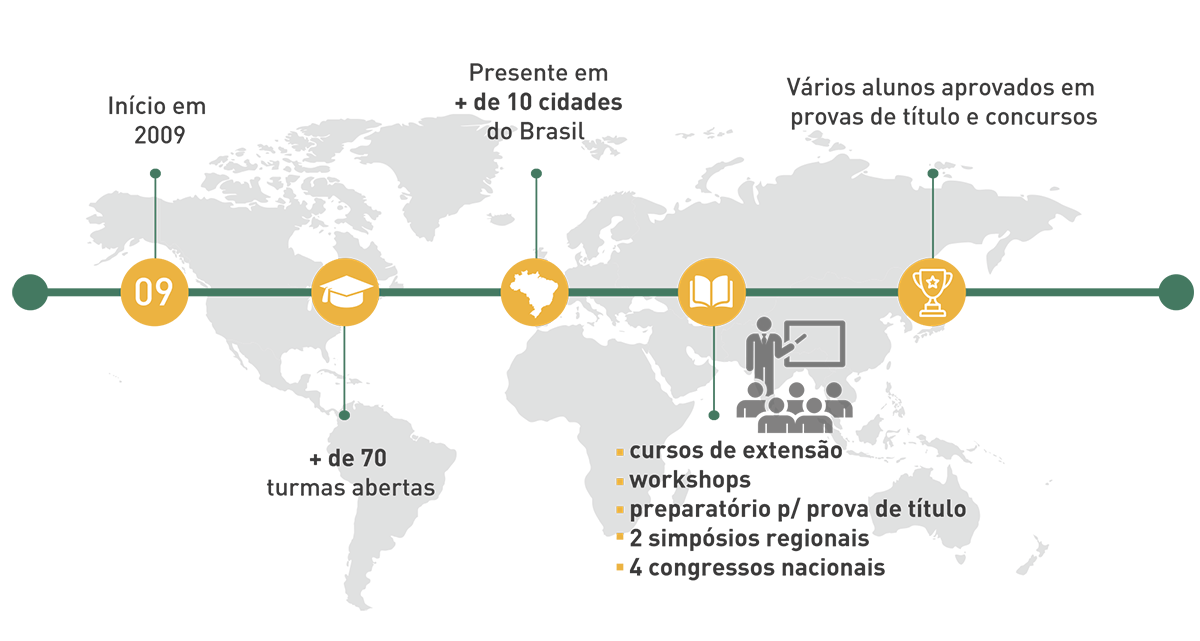 Início em
2009
09
+ de 70
turmas abertas
Presente em
+ de 10 cidades
do Brasil
cursos de extensão
workshops
preparatório p/ prova de título
2 simpósios regionais
4 congressos nacionais
Vários alunos aprovados em
provas de título e concursos